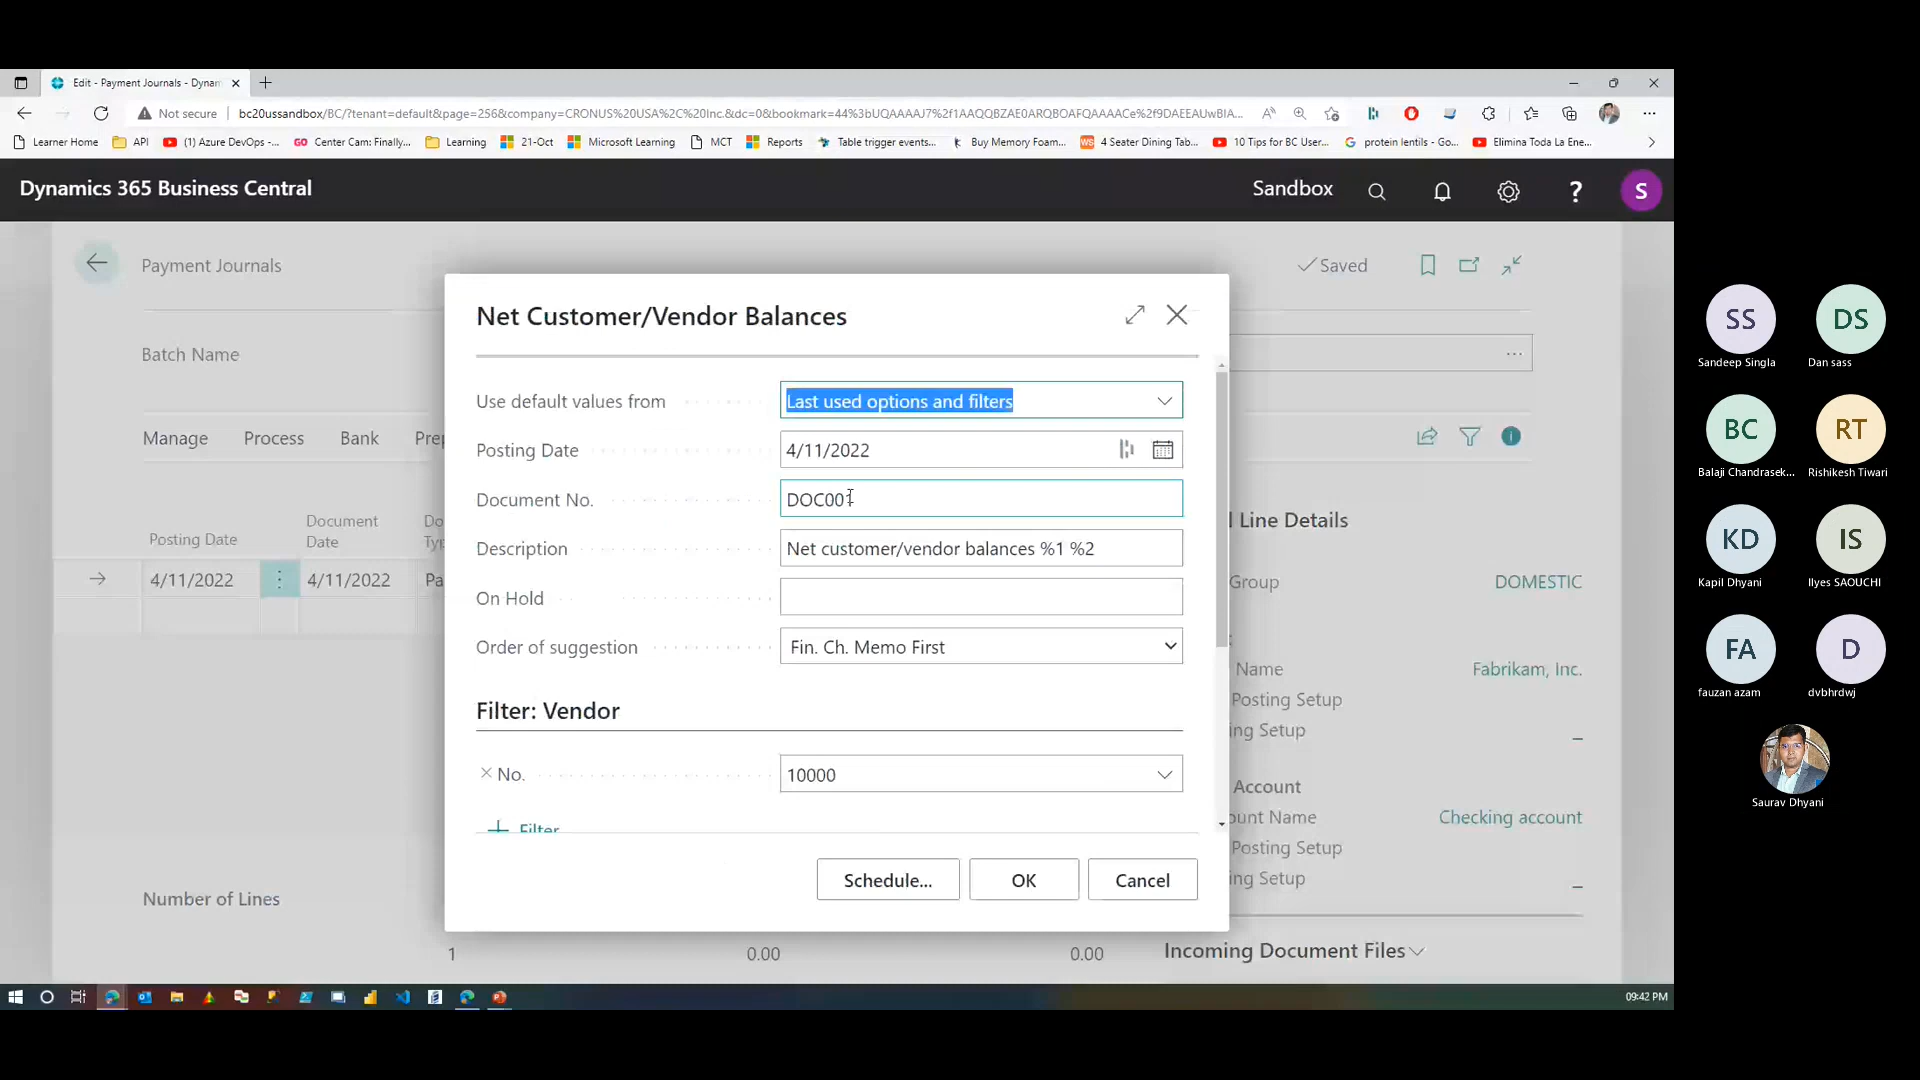 Edit - Payment Journals - Dynam
Not secure
bc20ussandbox/BC/?tenant=default&page=256&company=CRONUS%20USA%2C%20Inc.&dc=0&bookmark=44%3bUQAAAAJ7%2f1AAQQBZAE0ARQBOAFQAAAACe%2f9DAEEAUwBIA...
Learner Home
API
(1) Azure DevOps -...
GO Center Cam: Finally...
Learning
21-Oct
Microsoft Learning
MCT
Reports
Table trigger events...
Buy Memory Foam...
WS 4 Seater Dining Tab...
10 Tips for BC User...
protein lentils - Go...
Elimina Toda La Ene...
Dynamics 365 Business Central
Sandbox
?
S
Payment Journals
Saved
Batch Name
Manage
Process
Bank
Prep
Posting Date
Document Date
Do
Typ
4/11/2022
4/11/2022
Pa
Number of Lines
1
0.00
0.00
Net Customer/Vendor Balances
Use default values from
Last used options and filters
Posting Date
4/11/2022
Document No.
DOC001
Description
Net customer/vendor balances %1 %2
On Hold
Order of suggestion
Fin. Ch. Memo First
Filter: Vendor
No.
10000
Filter
Schedule...
OK
Cancel
l Line Details
Group
DOMESTIC
Name
Fabrikam, Inc.
Posting Setup
ing Setup
_
Account
ount Name
Checking account
Posting Setup
ing Setup
_
Incoming Document Files
09:42 PM
SS
Sandeep Singla
DS
Dan sass
BC
Balaji Chandrasek...
RT
Rishikesh Tiwari
KD
Kapil Dhyani
IS
Ilyes SAOUCHI
FA
fauzan azam
D
dvbhrdwj
Saurav Dhyani